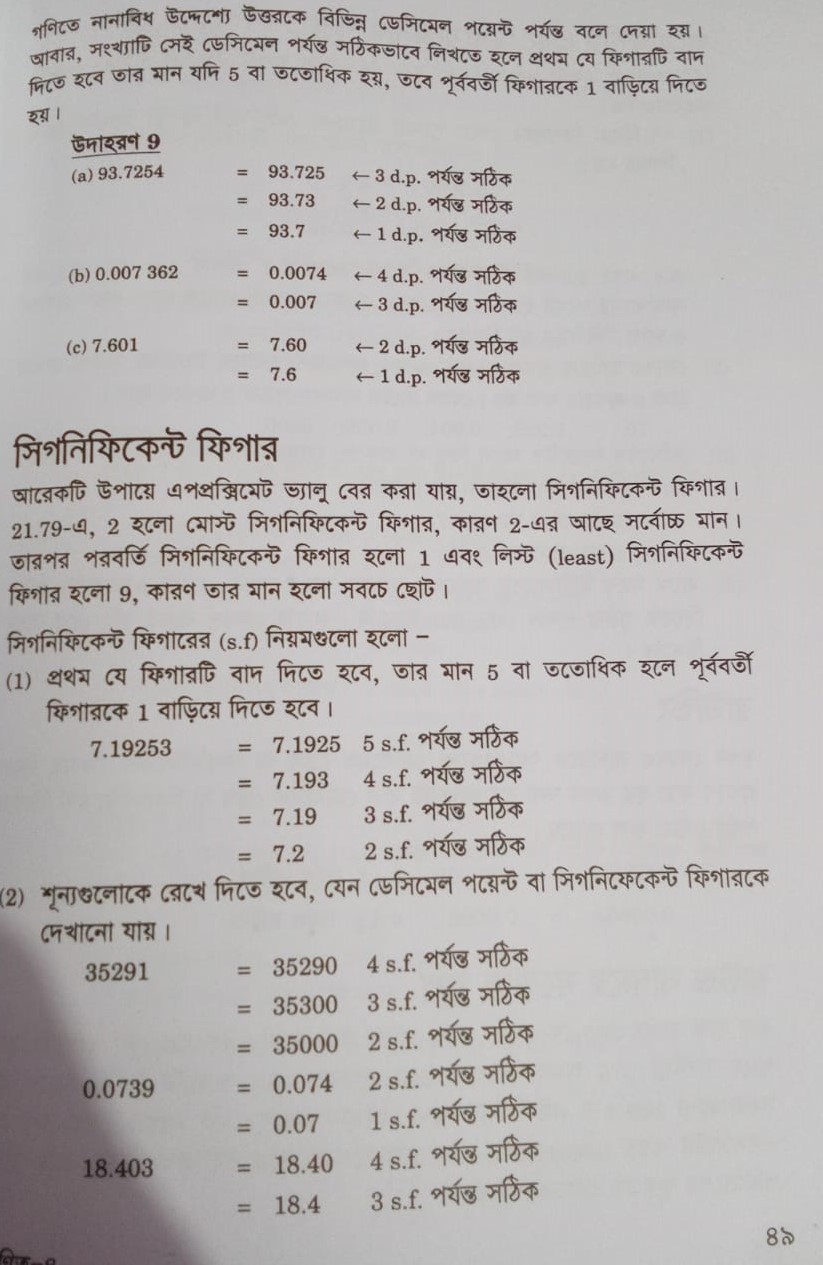 গণিতে নানাবিধ উদ্দেশ্যে উত্তরকে বিভিন্ন ডেসিমেল পয়েন্ট পর্যন্ত বলে দেয়া হয়।
আবার, সংখ্যাটি সেই ডেসিমেল পর্যন্ত সঠিকভাবে লিখতে হলে প্রথম যে ফিগারটি বাদ
দিতে হবে তার মান যদি 5 বা ততোধিক হয়, তবে পূর্ববর্তী ফিগারকে 1 বাড়িয়ে দিতে
হয়।
উদাহরণ 9
(a) 93.7254 = 93.725 ← 3 d.p. পর্যন্ত সঠিক
= 93.73 ← 2 d.p. পর্যন্ত সঠিক
= 93.7 ← 1 d.p. পর্যন্ত সঠিক
(b) 0.007 362 = 0.0074 ← 4 d.p. পর্যন্ত সঠিক
= 0.007 ← 3 d.p. পর্যন্ত সঠিক
(c) 7.601 = 7.60 ← 2 d.p. পর্যন্ত সঠিক
= 7.6 ← 1 d.p. পর্যন্ত সঠিক
সিগনিফিকেন্ট ফিগার
আরেকটি উপায়ে এপপ্রক্সিমেট ভ্যালু বের করা যায়, তাহলো সিগনিফিকেন্ট ফিগার।
21.79-এ, 2 হলো মোস্ট সিগনিফিকেন্ট ফিগার, কারণ 2-এর আছে সর্বোচ্চ মান।
তারপর পরবর্তি সিগনিফিকেন্ট ফিগার হলো 1 এবং লিস্ট (least) সিগনিফিকেন্ট
ফিগার হলো 9, কারণ তার মান হলো সবচে ছোট।
সিগনিফিকেন্ট ফিগারের (s.f) নিয়মগুলো হলো –
(1) প্রথম যে ফিগারটি বাদ দিতে হবে, তার মান 5 বা ততোধিক হলে পূর্ববর্তী
ফিগারকে 1 বাড়িয়ে দিতে হবে।
7.19253 = 7.1925 5 s.f. পর্যন্ত সঠিক
= 7.193 4 s.f. পর্যন্ত সঠিক
= 7.19 3 s.f. পর্যন্ত সঠিক
= 7.2 2 s.f. পর্যন্ত সঠিক
(2) শূন্যগুলোকে রেখে দিতে হবে, যেন ডেসিমেল পয়েন্ট বা সিগনিফেকেন্ট ফিগারকে
দেখানো যায়।
35291 = 35290 4 s.f. পর্যন্ত সঠিক
= 35300 3 s.f. পর্যন্ত সঠিক
= 35000 2 s.f. পর্যন্ত সঠিক
0.0739 = 0.074 2 s.f. পর্যন্ত সঠিক
= 0.07 1 s.f. পর্যন্ত সঠিক
18.403 = 18.40 4 s.f. পর্যন্ত সঠিক
= 18.4 3 s.f. পর্যন্ত সঠিক
৪৯